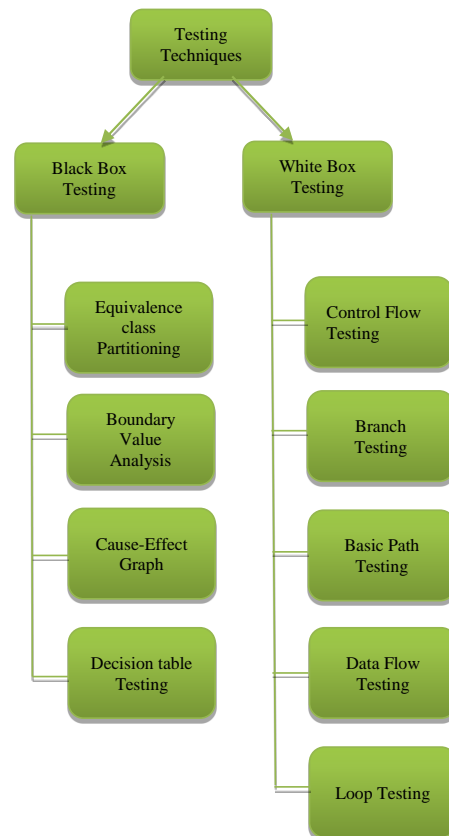 Testing
Techniques
Black Box
Testing
White Box
Testing
Equivalence
class
Partitioning
Boundary
Value
Analysis
Cause-Effect
Graph
Decision table
Testing
Control Flow
Testing
Branch
Testing
Basic Path
Testing
Data Flow
Testing
Loop Testing